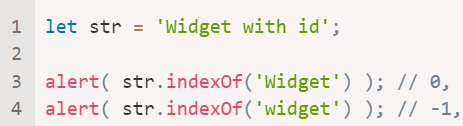 1 let str = 'Widget with id';
2
3 alert( str.indexOf('Widget') ); // 0,
4 alert( str.indexOf('widget') ); // -1,